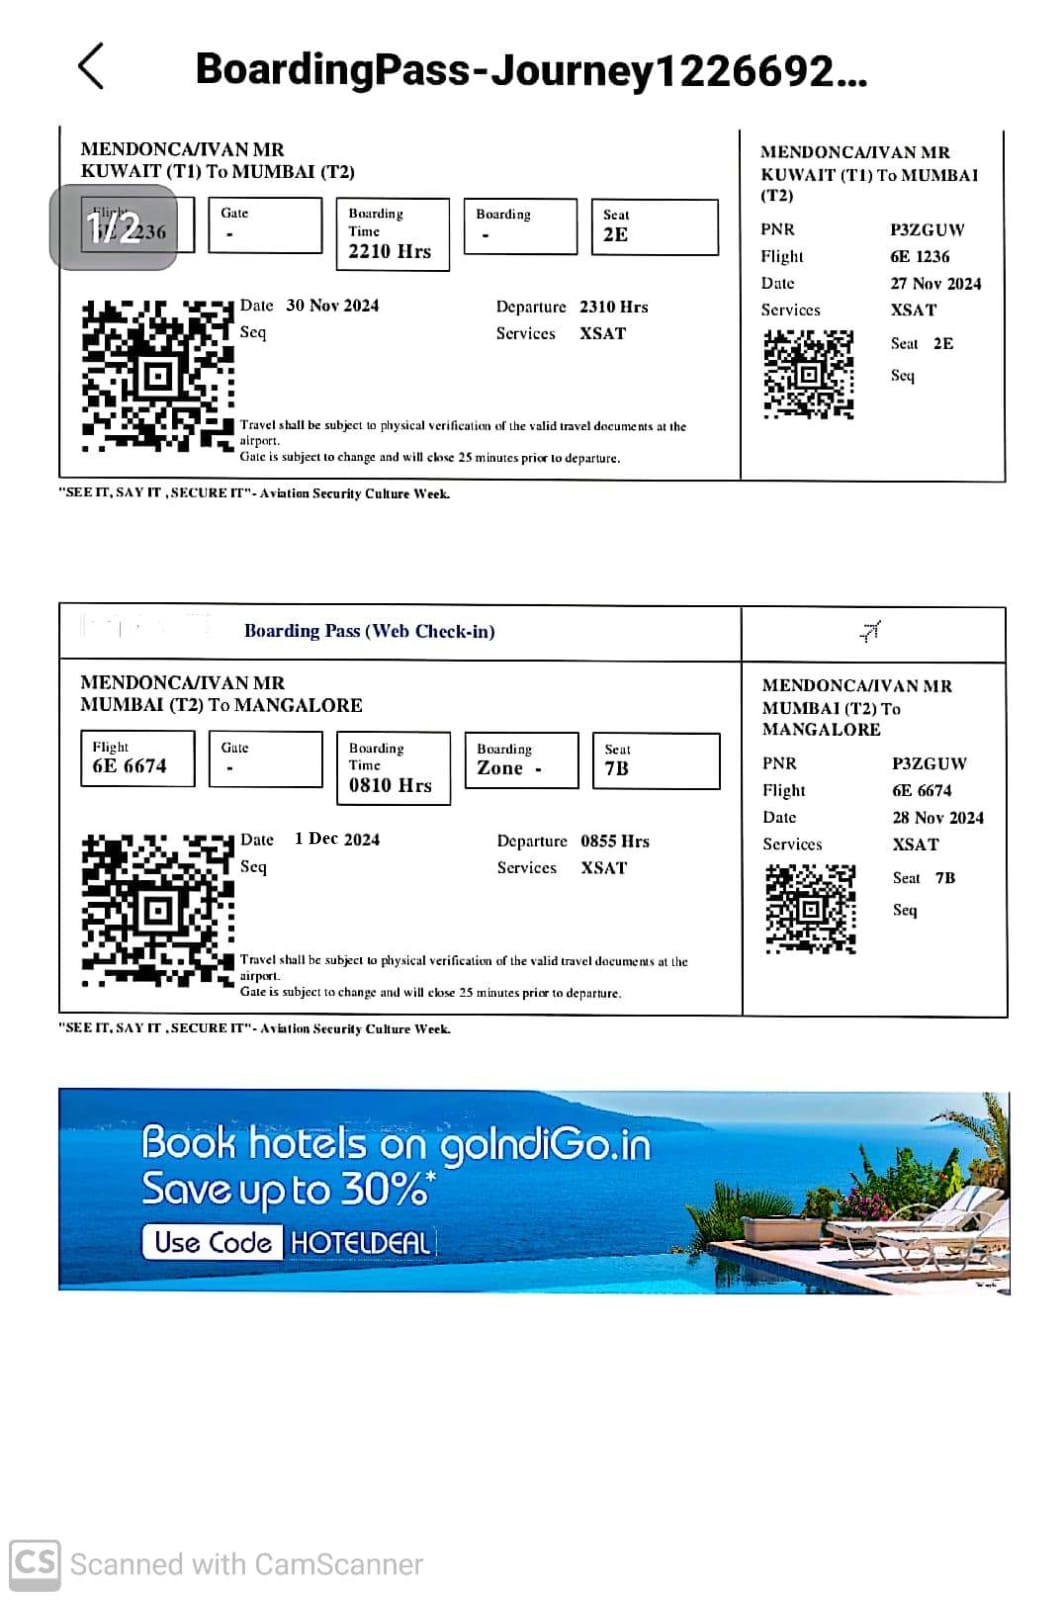 BoardingPass-Journey1226692...
MENDONCA/IVAN MR
KUWAIT (T1) To MUMBAI (T2)
1/2
Flight
6E 1236
Gate
-
Boarding
Time
2210 Hrs
Boarding
-
Seat
2E
Date 30 Nov 2024
Departure 2310 Hrs
Seq
Services XSAT
Travel shall be subject to physical verification of the valid travel documents at the
airport.
Gate is subject to change and will close 25 minutes prior to departure.
MENDONCA/IVAN MR
KUWAIT (T1) To MUMBAI
(T2)
PNR P3ZGUW
Flight 6E 1236
Date 27 Nov 2024
Services XSAT
Seat 2E
Seq
"SEE IT, SAY IT , SECURE IT"- Aviation Security Culture Week.
Boarding Pass (Web Check-in)
MENDONCA/IVAN MR
MUMBAI (T2) To MANGALORE
Flight
6E 6674
Gate
-
Boarding
Time
0810 Hrs
Boarding
Zone -
Seat
7B
Date 1 Dec 2024
Departure 0855 Hrs
Seq
Services XSAT
Travel shall be subject to physical verification of the valid travel documents at the
airport.
Gate is subject to change and will close 25 minutes prior to departure.
MENDONCA/IVAN MR
MUMBAI (T2) To
MANGALORE
PNR P3ZGUW
Flight 6E 6674
Date 28 Nov 2024
Services XSAT
Seat 7B
Seq
"SEE IT, SAY IT , SECURE IT"- Aviation Security Culture Week.
Book hotels on goIndiGo.in
Save up to 30%*
Use Code HOTELDEAL
CS Scanned with CamScanner